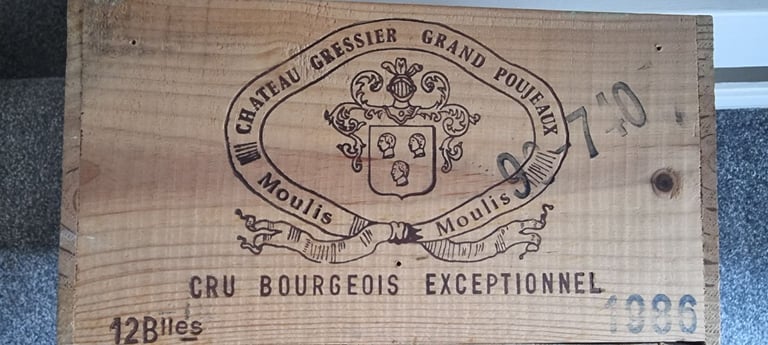 CHATEAU GRESSIER GRAND POUJEAUX
Moulis Moulis
CRU BOURGEOIS EXCEPTIONNEL
12Blles 1986